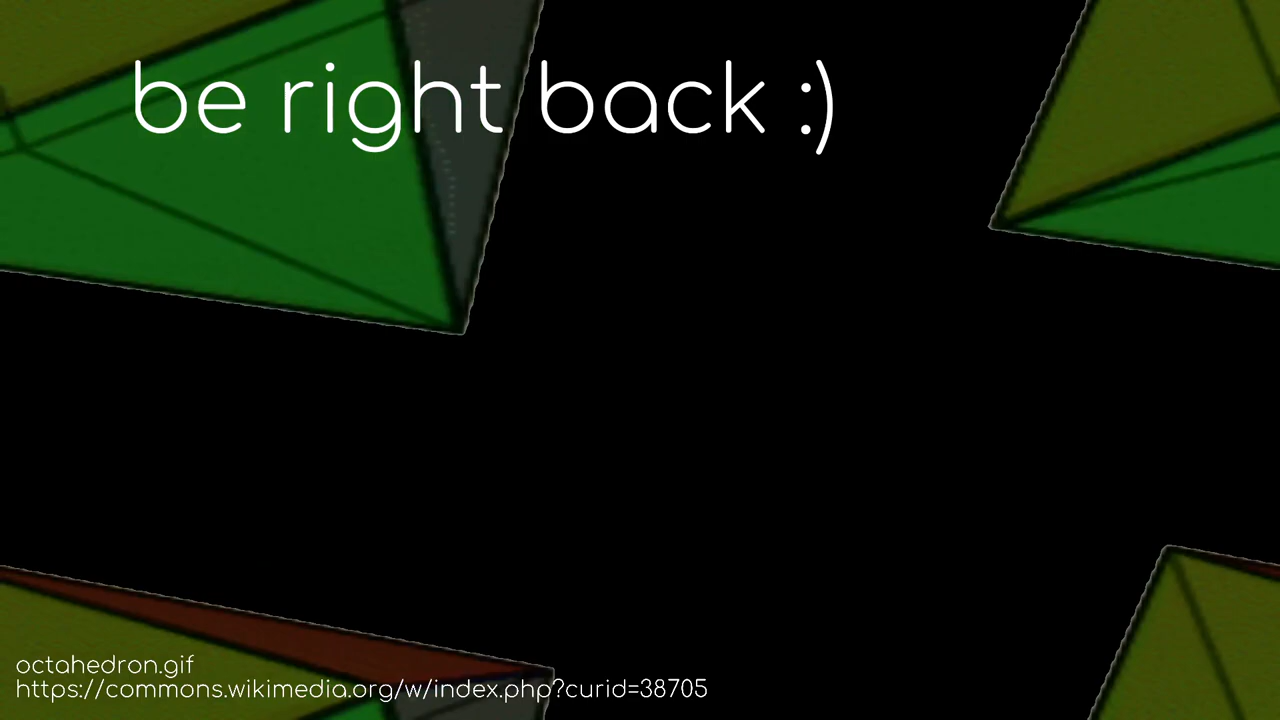 be right back :)
octahedron.gif
https://commons.wikimedia.org/w/index.php?curid=38705